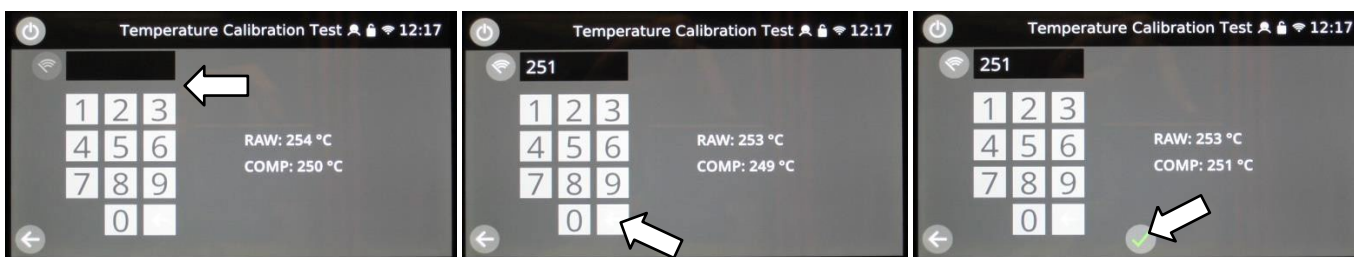 Temperature Calibration Test 12:17
1 2 3
4 5 6
7 8 9
0
RAW: 254 °C
COMP: 250 °C
Temperature Calibration Test 12:17
251
1 2 3
4 5 6
7 8 9
0
RAW: 253 °C
COMP: 249 °C
Temperature Calibration Test 12:17
251
1 2 3
4 5 6
7 8 9
0
RAW: 253 °C
COMP: 251 °C